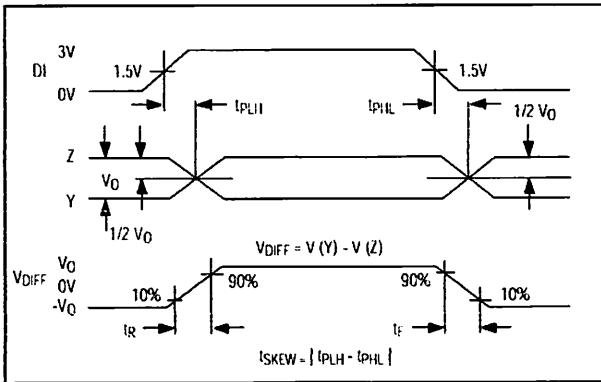 3V
DI
1.5V
1.5V
0V
tPLH
tPHL
1/2 VO
Z
VO
Y
1/2 VO
VDIFF = V (Y) - V (Z)
VO
VDIFF
0V
-VO
10%
90%
90%
10%
tR
tF
tSKEW = | tPLH - tPHL |